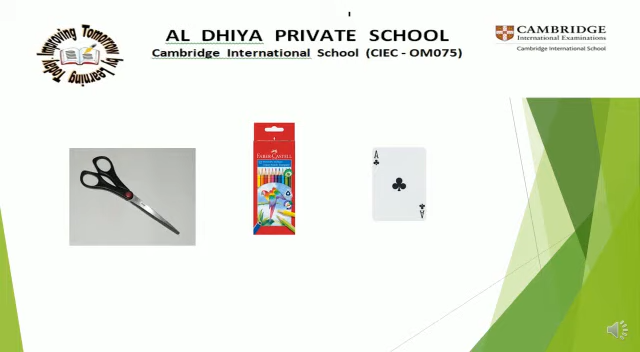 Improving Tomorrow by Learning Today.
AL DHIYA PRIVATE SCHOOL
Cambridge International School (CIEC - OM075)
CAMBRIDGE
International Examinations
Cambridge International School
FABER-CASTELL
A
A